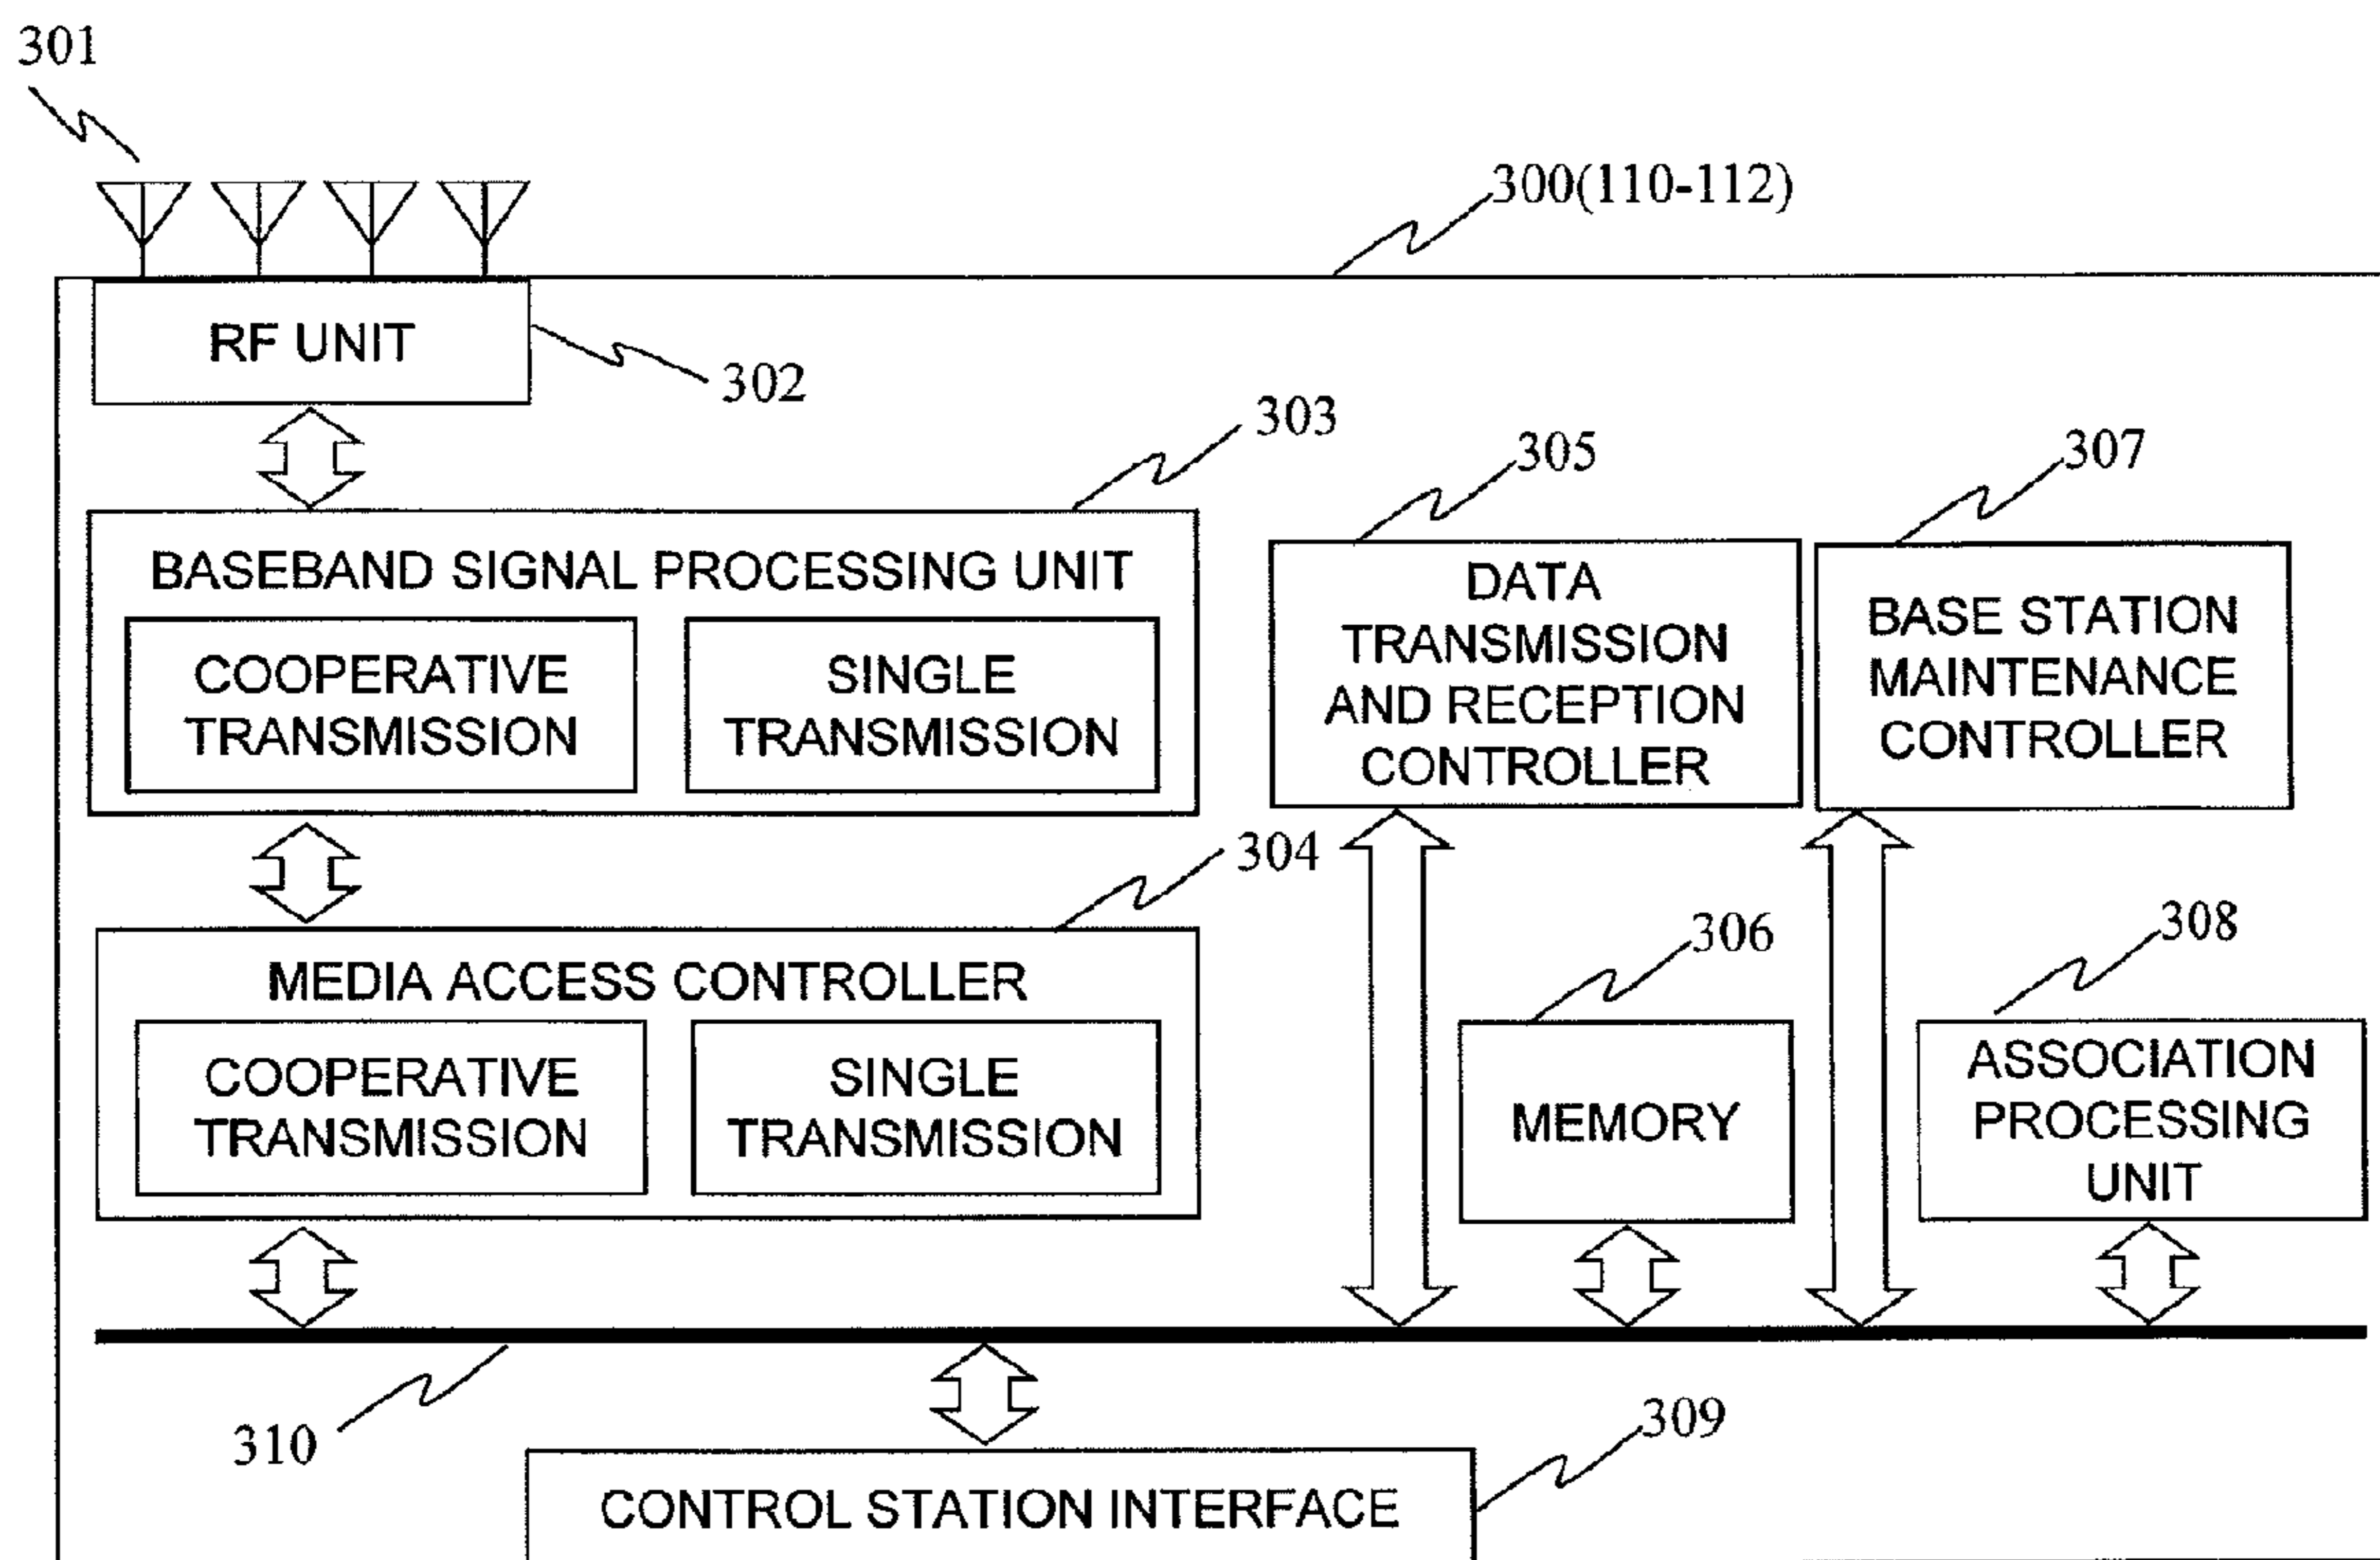 301
300(110-112)
RF UNIT
302
303
305
307
BASEBAND SIGNAL PROCESSING UNIT
COOPERATIVE
TRANSMISSION
SINGLE
TRANSMISSION
DATA
TRANSMISSION
AND RECEPTION
CONTROLLER
BASE STATION
MAINTENANCE
CONTROLLER
304
306
308
MEDIA ACCESS CONTROLLER
COOPERATIVE
TRANSMISSION
SINGLE
TRANSMISSION
MEMORY
ASSOCIATION
PROCESSING
UNIT
310
309
CONTROL STATION INTERFACE